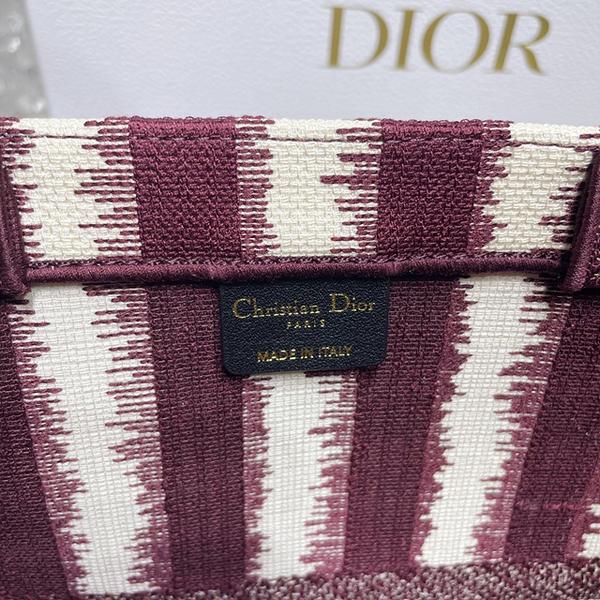 DIOR
Christian Dior
PARIS
MADE IN ITALY